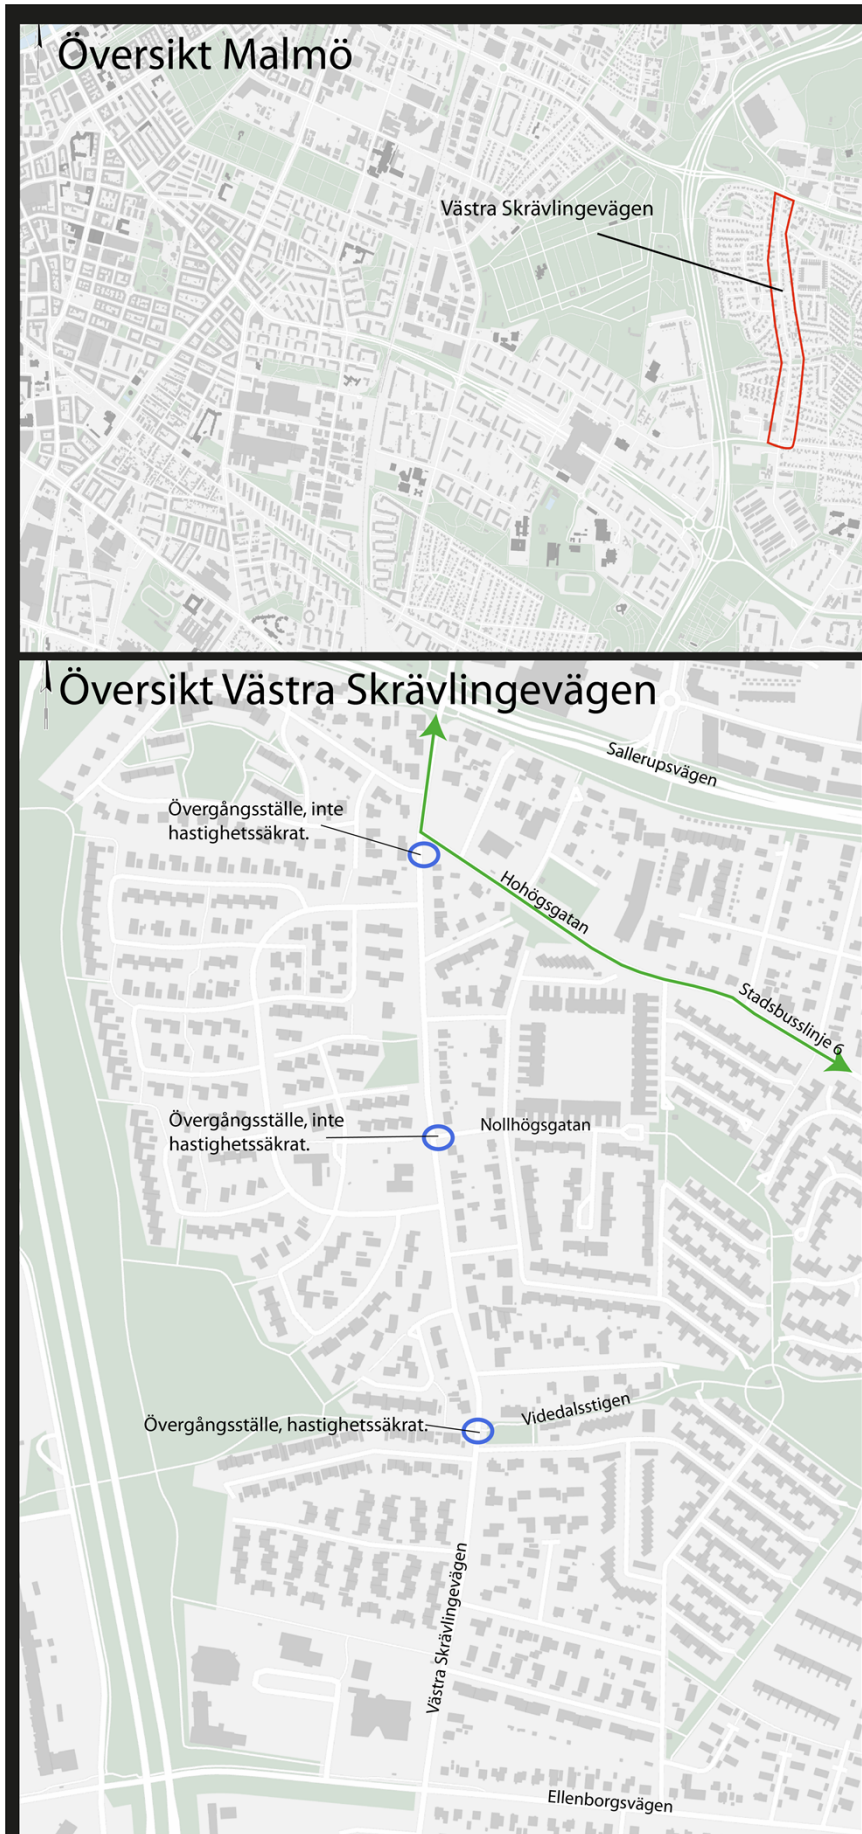 Översikt Malmö
Västra Skrävlingevägen
Översikt Västra Skrävlingevägen
Sallerupsvägen
Övergångsställe, inte
hastighetssäkrat.
Hohögsgatan
Stadsbusslinje 6
Övergångsställe, inte
hastighetssäkrat.
Nollhögsgatan
Videdalsstigen
Övergångsställe, hastighetssäkrat.
Västra Skrävlingevägen
Ellenborgsvägen